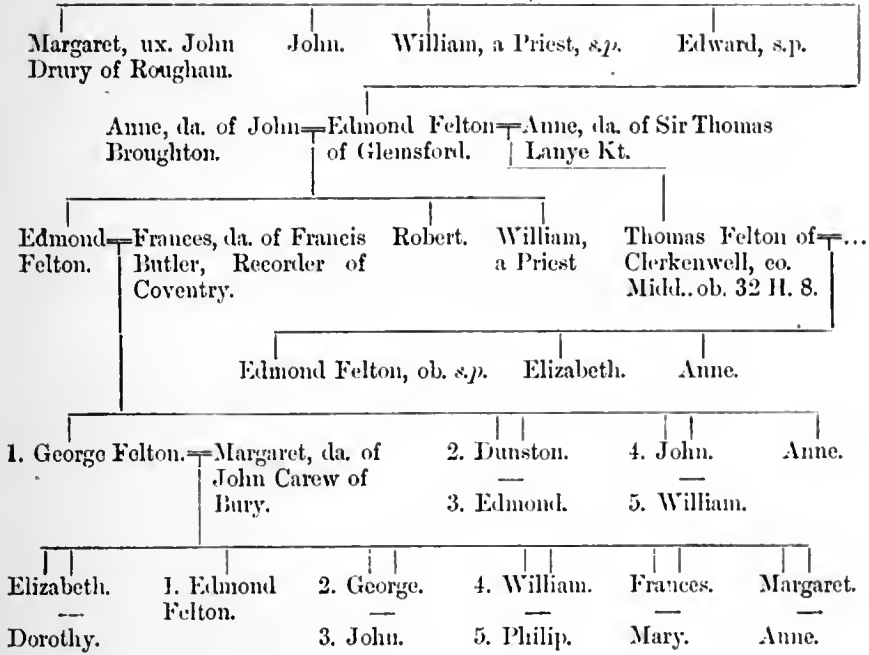 Margaret, ux. John John. William, a Priest, s.p. Edward, s.p.
Drury of Rougham.
Anne, da. of John Edmond Felton Anne, da. of Sir Thomas
Broughton. of Glemsford. Lanye Kt.
Edmond Frances, da. of Francis Robert. William, Thomas Felton of ...
Felton. Butler, Recorder of a Priest Clerkenwell, co.
Coventry. Midd..ob. 32 H. 8.
Edmond Felton, ob. s.p. Elizabeth. Anne.
1. George Felton. Margaret, da. of 2. Dunston. 4. John. Anne.
John Carew of
Bury. 3. Edmond. 5. William.
Elizabeth. 1. Edmond 2. George. 4. William. Frances. Margaret.
Felton.
Dorothy. 3. John. 5. Philip. Mary. Anne.